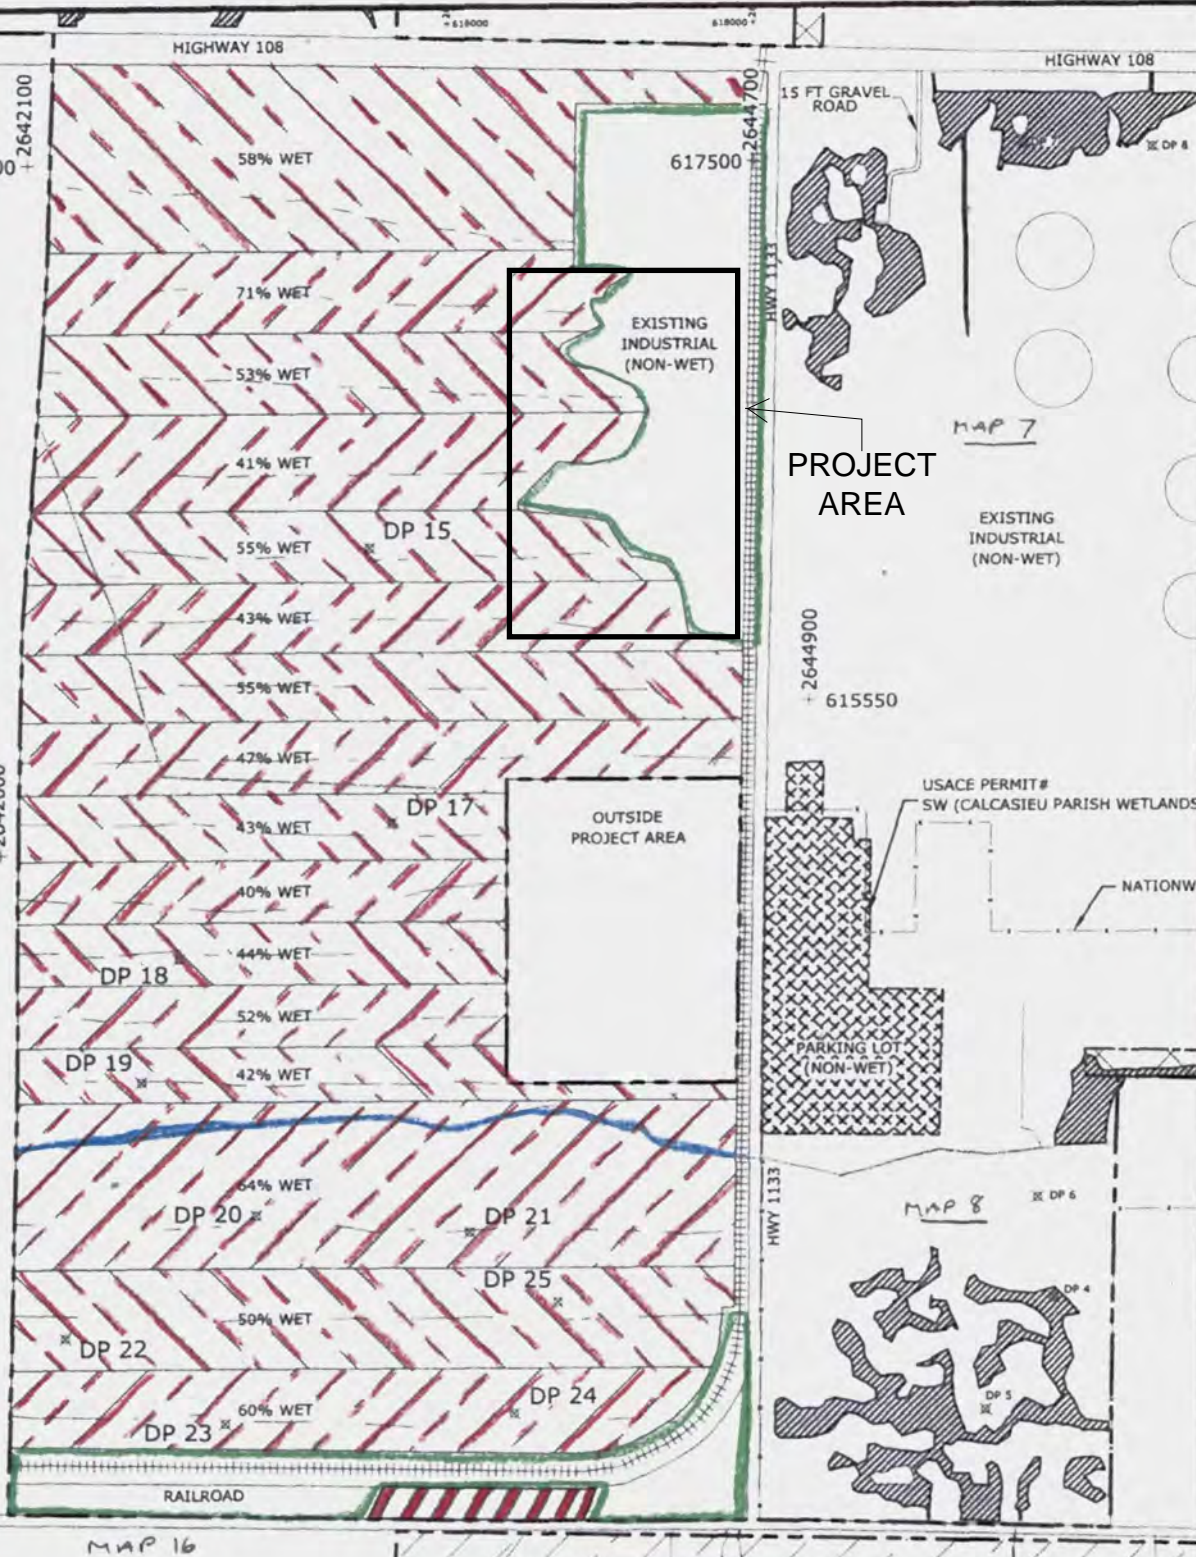 618000
618000
HIGHWAY 108
HIGHWAY 108
2642100
2644700
15 FT GRAVEL
ROAD
58% WET
617500
DP 8
HWY 1133
71% WET
EXISTING
INDUSTRIAL
(NON-WET)
53% WET
MAP 7
PROJECT
AREA
41% WET
EXISTING
INDUSTRIAL
(NON-WET)
DP 15
55% WET
43% WET
2644900
615550
55% WET
47% WET
USACE PERMIT#
SW (CALCASIEU PARISH WETLANDS
DP 17
OUTSIDE
PROJECT AREA
43% WET
40% WET
NATIONW
44% WET
DP 18
52% WET
PARKING LOT
(NON-WET)
DP 19
42% WET
64% WET
HWY 1133
DP 20
DP 21
MAP 8
DP 6
DP 25
DP 4
50% WET
DP 22
DP 24
DP 5
60% WET
DP 23
RAILROAD
MAP 16